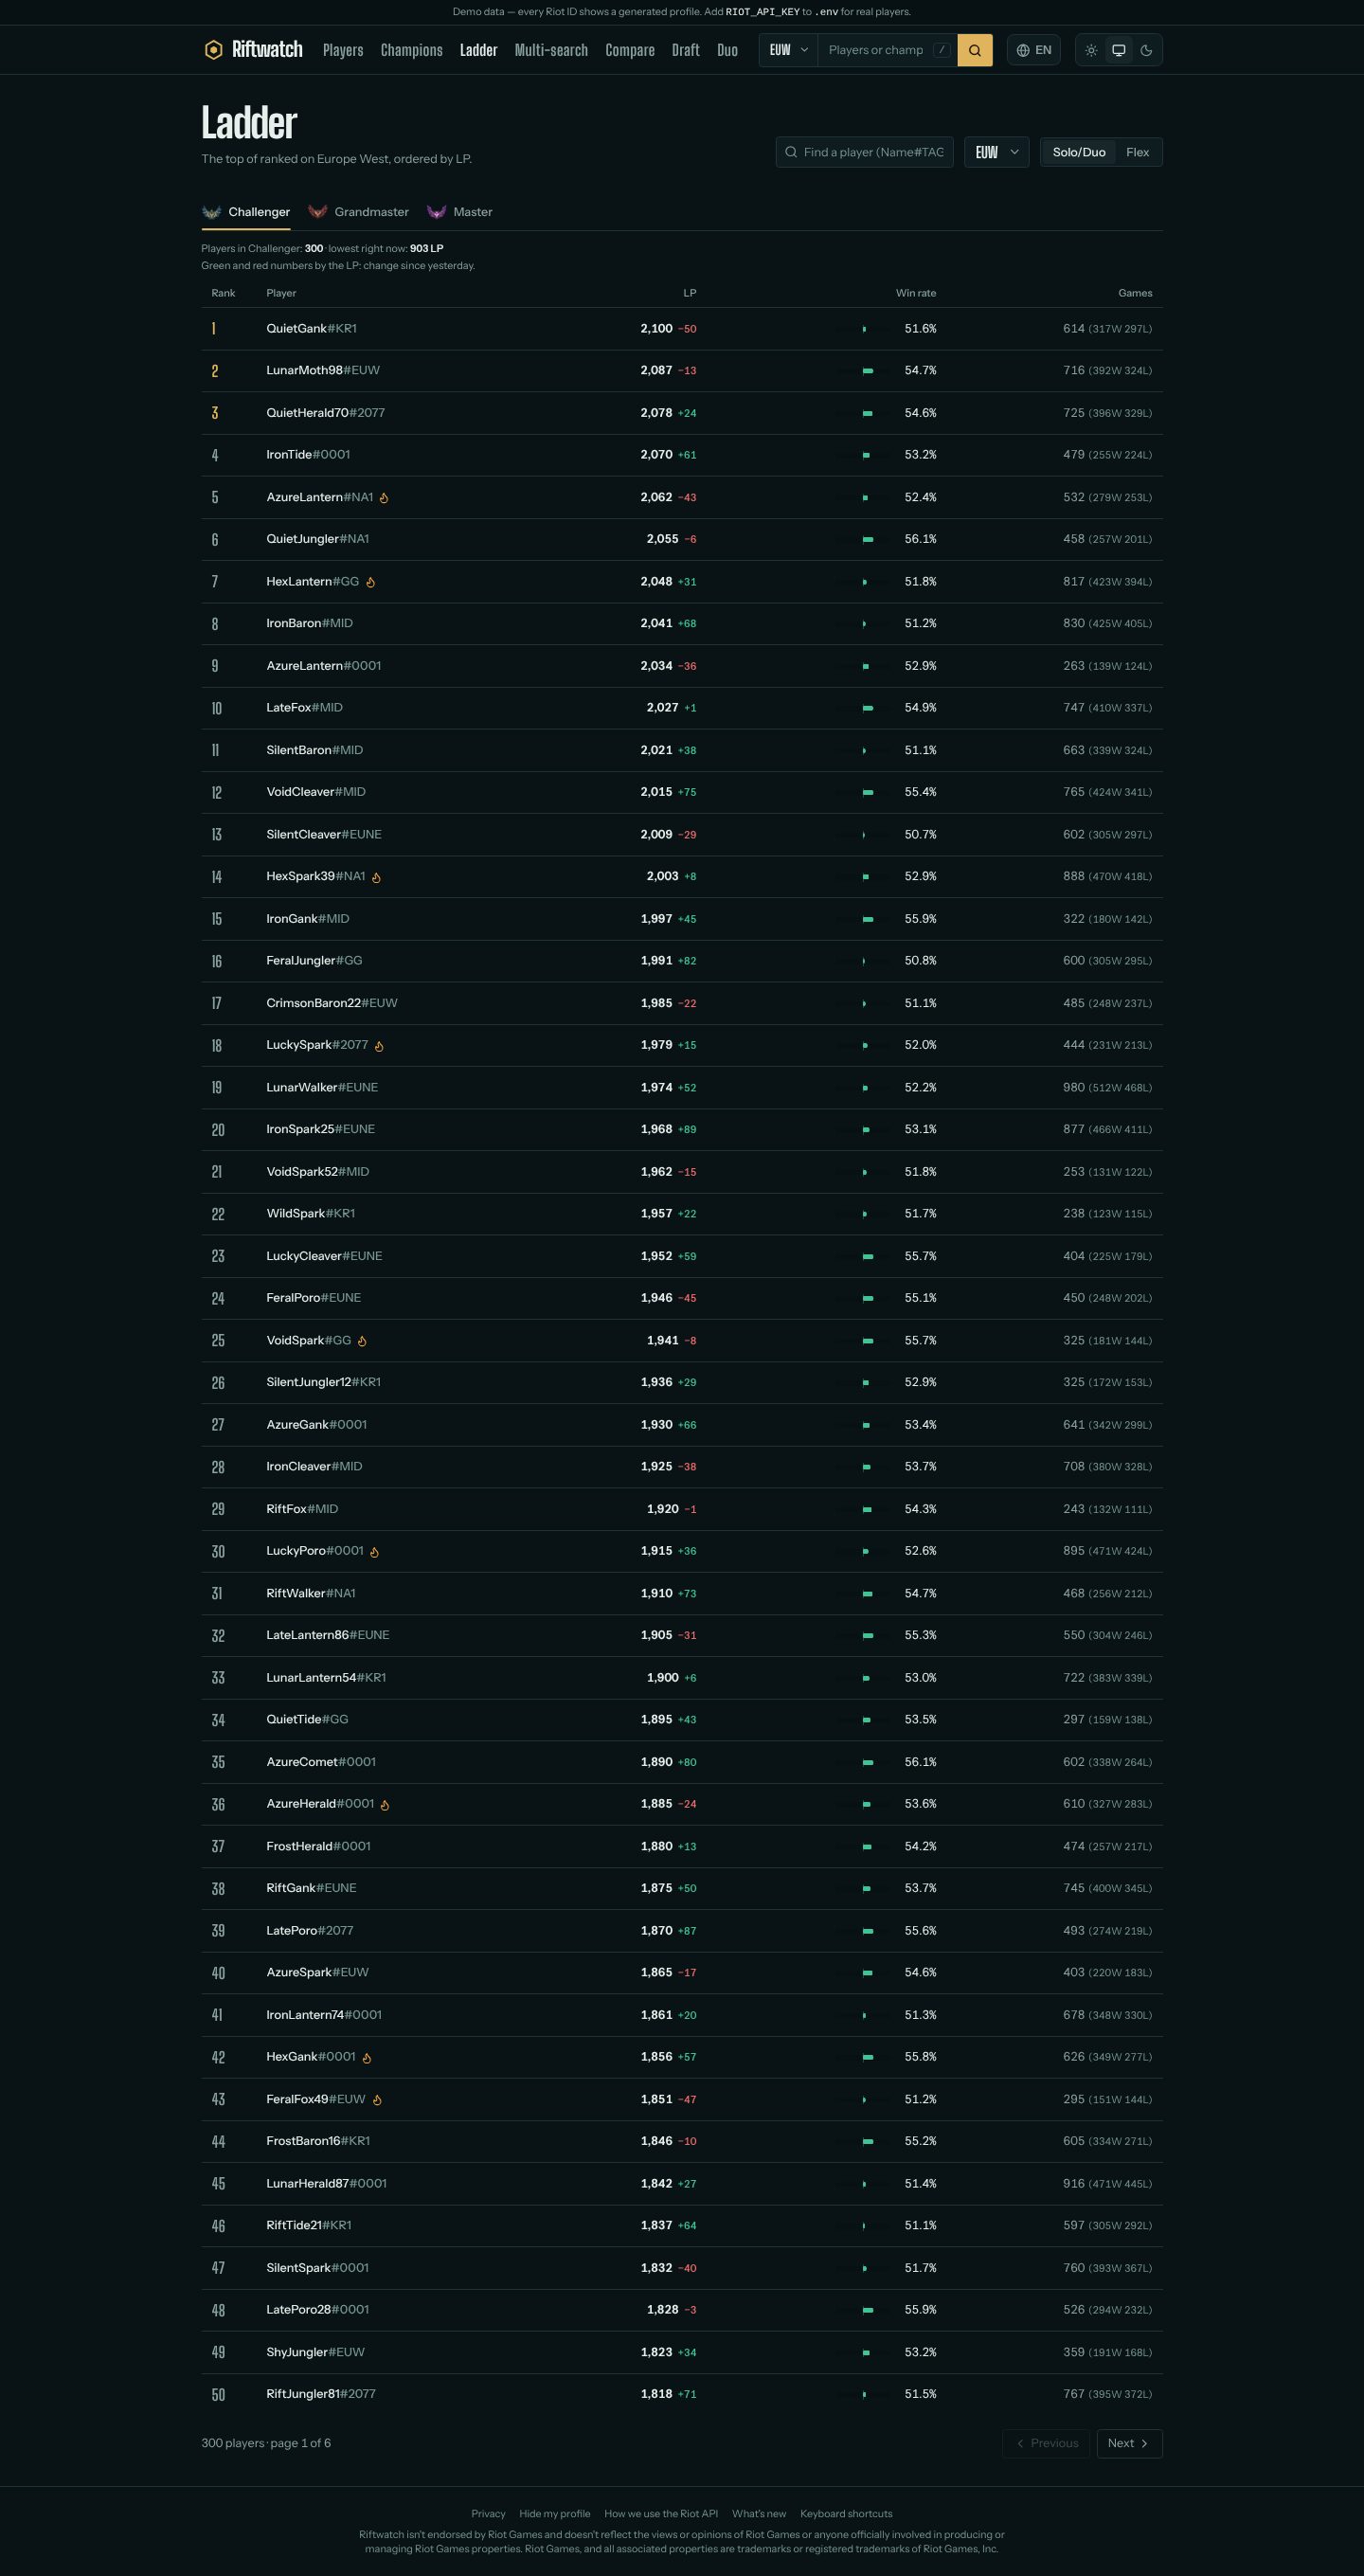 Demo data — every Riot ID shows a generated profile. Add RIOT_API_KEY to .env for real players.
Riftwatch Players Champions Ladder Multi-search Compare Draft Duo EUW Players or champ / EN
Ladder
The top of ranked on Europe West, ordered by LP.
Find a player (Name#TAG EUW Solo/Duo Flex
Challenger Grandmaster Master
Players in Challenger: 300 · lowest right now: 903 LP
Green and red numbers by the LP: change since yesterday.
Rank Player LP Win rate Games
1 QuietGank#KR1 2,100 −50 51.6% 614 (317W 297L)
2 LunarMoth98#EUW 2,087 −13 54.7% 716 (392W 324L)
3 QuietHerald70#2077 2,078 +24 54.6% 725 (396W 329L)
4 IronTide#0001 2,070 +61 53.2% 479 (255W 224L)
5 AzureLantern#NA1 2,062 −43 52.4% 532 (279W 253L)
6 QuietJungler#NA1 2,055 −6 56.1% 458 (257W 201L)
7 HexLantern#GG 2,048 +31 51.8% 817 (423W 394L)
8 IronBaron#MID 2,041 +68 51.2% 830 (425W 405L)
9 AzureLantern#0001 2,034 −36 52.9% 263 (139W 124L)
10 LateFox#MID 2,027 +1 54.9% 747 (410W 337L)
11 SilentBaron#MID 2,021 +38 51.1% 663 (339W 324L)
12 VoidCleaver#MID 2,015 +75 55.4% 765 (424W 341L)
13 SilentCleaver#EUNE 2,009 −29 50.7% 602 (305W 297L)
14 HexSpark39#NA1 2,003 +8 52.9% 888 (470W 418L)
15 IronGank#MID 1,997 +45 55.9% 322 (180W 142L)
16 FeralJungler#GG 1,991 +82 50.8% 600 (305W 295L)
17 CrimsonBaron22#EUW 1,985 −22 51.1% 485 (248W 237L)
18 LuckySpark#2077 1,979 +15 52.0% 444 (231W 213L)
19 LunarWalker#EUNE 1,974 +52 52.2% 980 (512W 468L)
20 IronSpark25#EUNE 1,968 +89 53.1% 877 (466W 411L)
21 VoidSpark52#MID 1,962 −15 51.8% 253 (131W 122L)
22 WildSpark#KR1 1,957 +22 51.7% 238 (123W 115L)
23 LuckyCleaver#EUNE 1,952 +59 55.7% 404 (225W 179L)
24 FeralPoro#EUNE 1,946 −45 55.1% 450 (248W 202L)
25 VoidSpark#GG 1,941 −8 55.7% 325 (181W 144L)
26 SilentJungler12#KR1 1,936 +29 52.9% 325 (172W 153L)
27 AzureGank#0001 1,930 +66 53.4% 641 (342W 299L)
28 IronCleaver#MID 1,925 −38 53.7% 708 (380W 328L)
29 RiftFox#MID 1,920 −1 54.3% 243 (132W 111L)
30 LuckyPoro#0001 1,915 +36 52.6% 895 (471W 424L)
31 RiftWalker#NA1 1,910 +73 54.7% 468 (256W 212L)
32 LateLantern86#EUNE 1,905 −31 55.3% 550 (304W 246L)
33 LunarLantern54#KR1 1,900 +6 53.0% 722 (383W 339L)
34 QuietTide#GG 1,895 +43 53.5% 297 (159W 138L)
35 AzureComet#0001 1,890 +80 56.1% 602 (338W 264L)
36 AzureHerald#0001 1,885 −24 53.6% 610 (327W 283L)
37 FrostHerald#0001 1,880 +13 54.2% 474 (257W 217L)
38 RiftGank#EUNE 1,875 +50 53.7% 745 (400W 345L)
39 LatePoro#2077 1,870 +87 55.6% 493 (274W 219L)
40 AzureSpark#EUW 1,865 −17 54.6% 403 (220W 183L)
41 IronLantern74#0001 1,861 +20 51.3% 678 (348W 330L)
42 HexGank#0001 1,856 +57 55.8% 626 (349W 277L)
43 FeralFox49#EUW 1,851 −47 51.2% 295 (151W 144L)
44 FrostBaron16#KR1 1,846 −10 55.2% 605 (334W 271L)
45 LunarHerald87#0001 1,842 +27 51.4% 916 (471W 445L)
46 RiftTide21#KR1 1,837 +64 51.1% 597 (305W 292L)
47 SilentSpark#0001 1,832 −40 51.7% 760 (393W 367L)
48 LatePoro28#0001 1,828 −3 55.9% 526 (294W 232L)
49 ShyJungler#EUW 1,823 +34 53.2% 359 (191W 168L)
50 RiftJungler81#2077 1,818 +71 51.5% 767 (395W 372L)
300 players · page 1 of 6 Previous Next
Privacy Hide my profile How we use the Riot API What's new Keyboard shortcuts
Riftwatch isn't endorsed by Riot Games and doesn't reflect the views or opinions of Riot Games or anyone officially involved in producing or
managing Riot Games properties. Riot Games, and all associated properties are trademarks or registered trademarks of Riot Games, Inc.